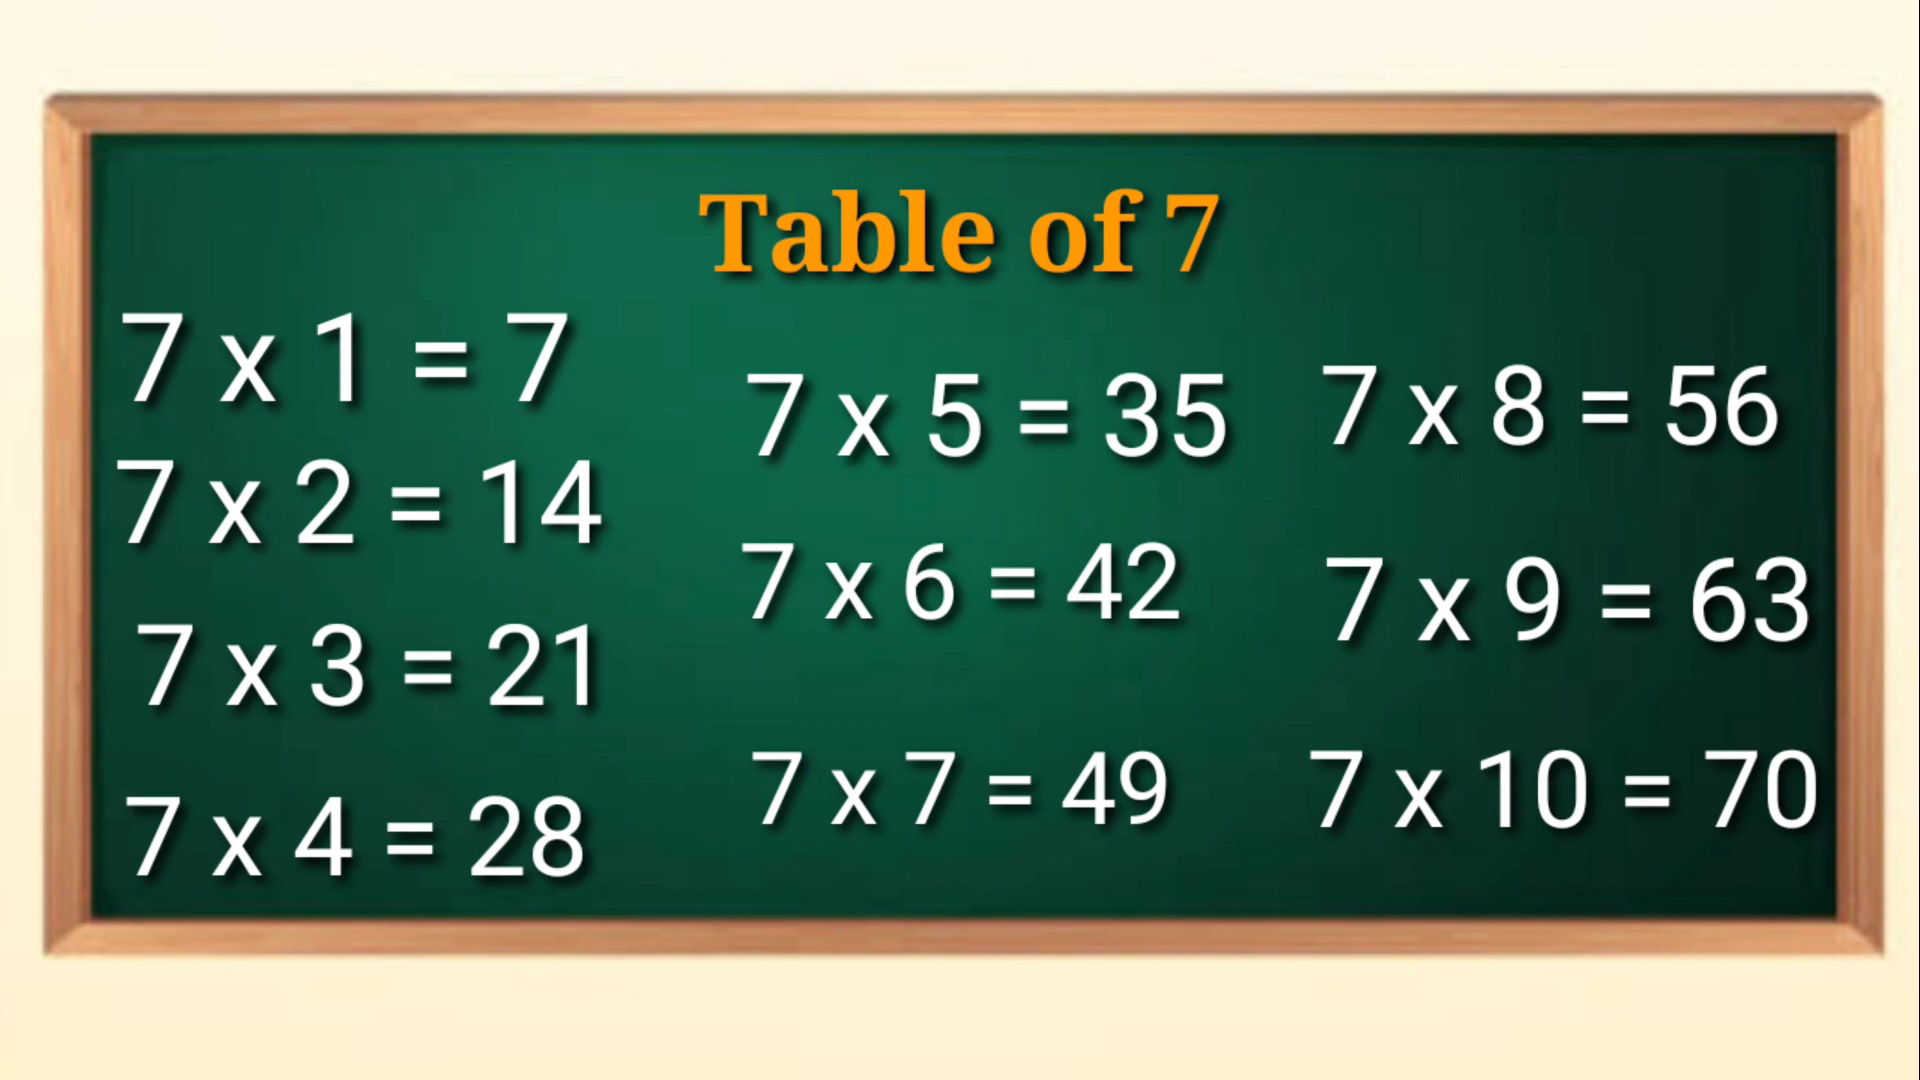 Table of 7
7 x 1 = 7
7 x 2 = 14
7 x 3 = 21
7 x 4 = 28
7 x 5 = 35
7 x 6 = 42
7 x 7 = 49
7 x 8 = 56
7 x 9 = 63
7 x 10 = 70